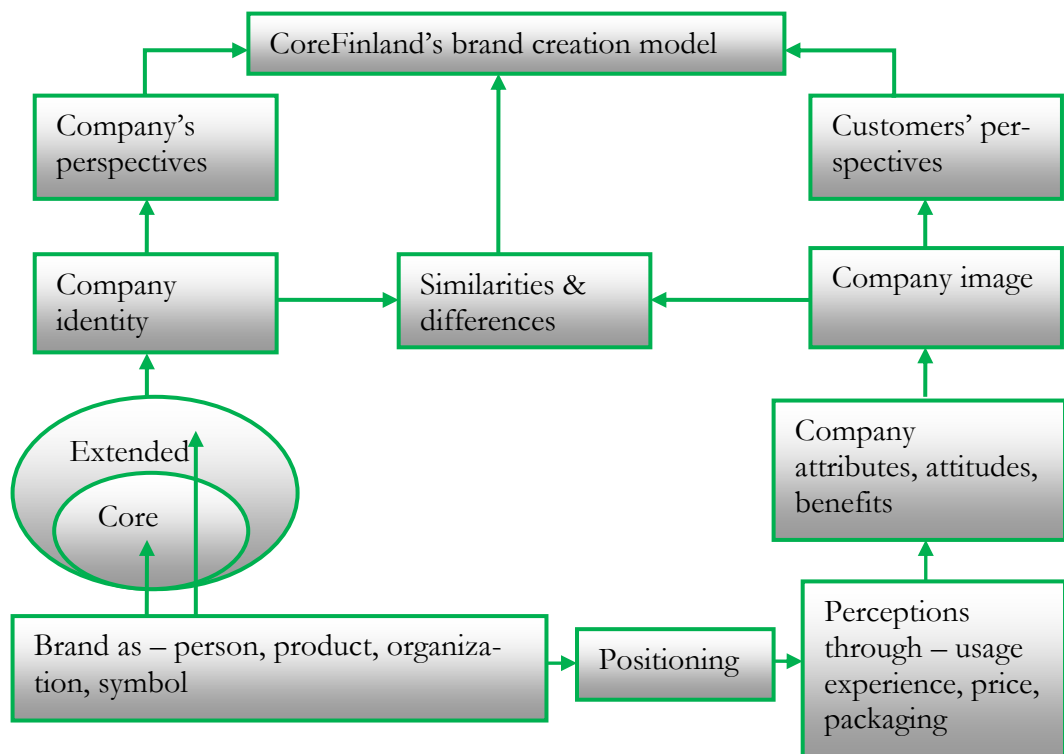 CoreFinland’s brand creation model
Company’s
perspectives
Customers’ per-
spectives
Company
identity
Similarities &
differences
Company image
Extended
Core
Company
attributes, attitudes,
benefits
Brand as – person, product, organiza-
tion, symbol
Positioning
Perceptions
through – usage
experience, price,
packaging